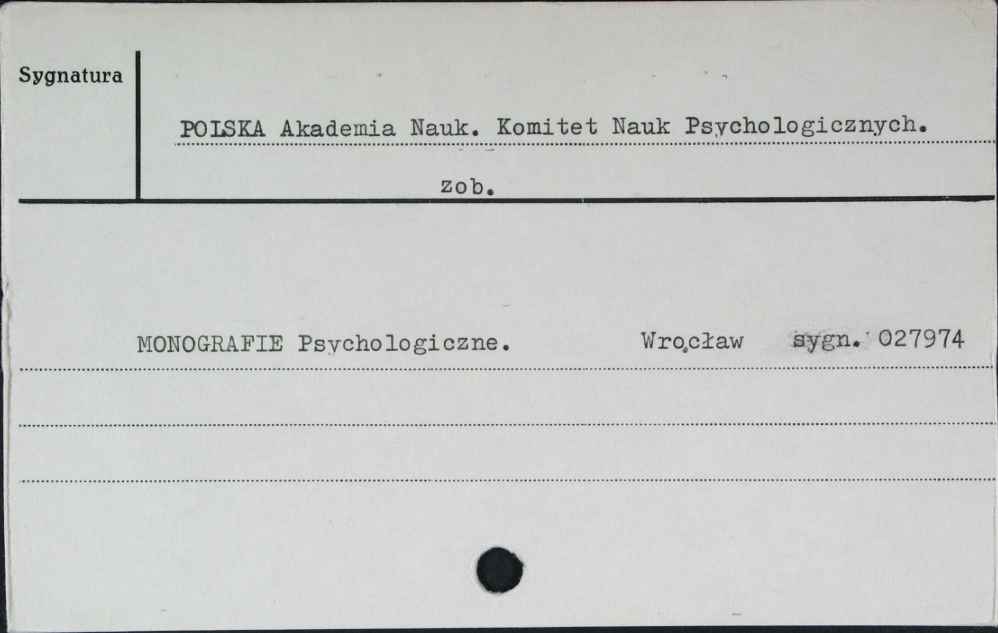 Sygnatura
POLSKA Akademia Nauk. Komitet Nauk Psychologicznych.
zob.
MONOGRAFIE Psychologiczne. Wrocław sygn. 027974